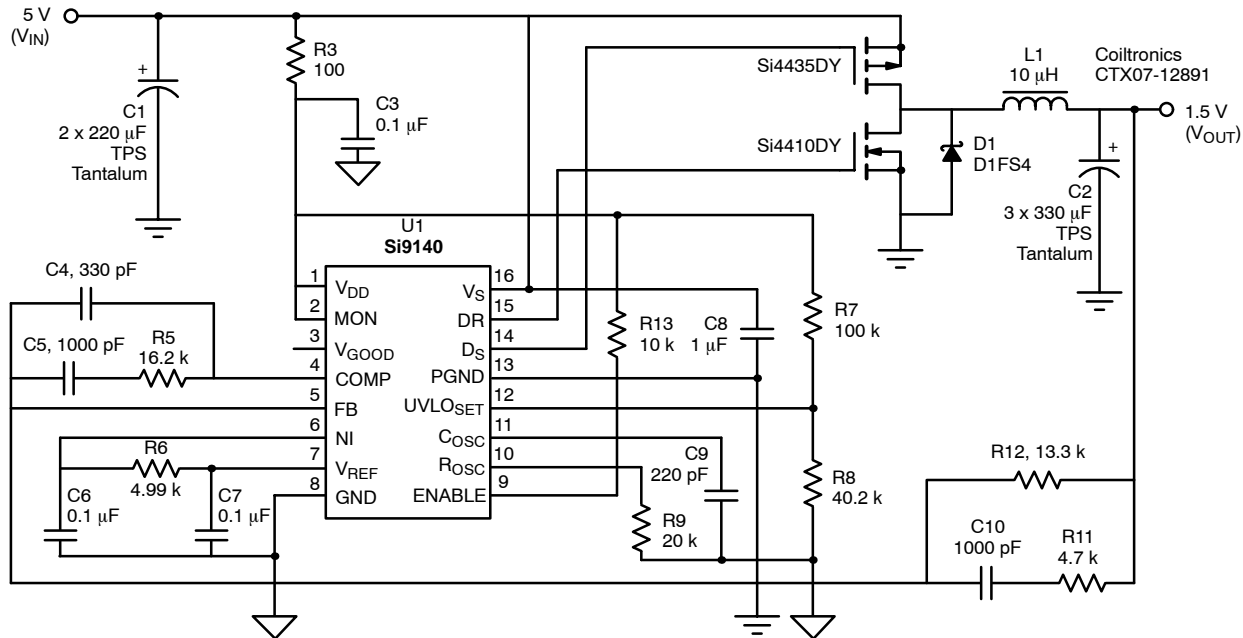 5 V
(V_IN)
R3
100
C3
0.1 μF
+
C1
2 x 220 μF
TPS
Tantalum
Si4435DY
Si4410DY
L1
10 μH
Coiltronics
CTX07-12891
1.5 V
(V_OUT)
D1
D1FS4
+
C2
3 x 330 μF
TPS
Tantalum
U1
Si9140
C4, 330 pF
C5, 1000 pF
R5
16.2 k
1
V_DD
2
MON
3
V_GOOD
4
COMP
5
FB
6
NI
7
V_REF
8
GND
16
V_S
15
DR
14
D_S
13
PGND
12
UVLO_SET
11
C_OSC
10
R_OSC
9
ENABLE
R6
4.99 k
C6
0.1 μF
C7
0.1 μF
R13
10 k
C8
1 μF
R7
100 k
C9
220 pF
R8
40.2 k
R9
20 k
R12, 13.3 k
C10
1000 pF
R11
4.7 k